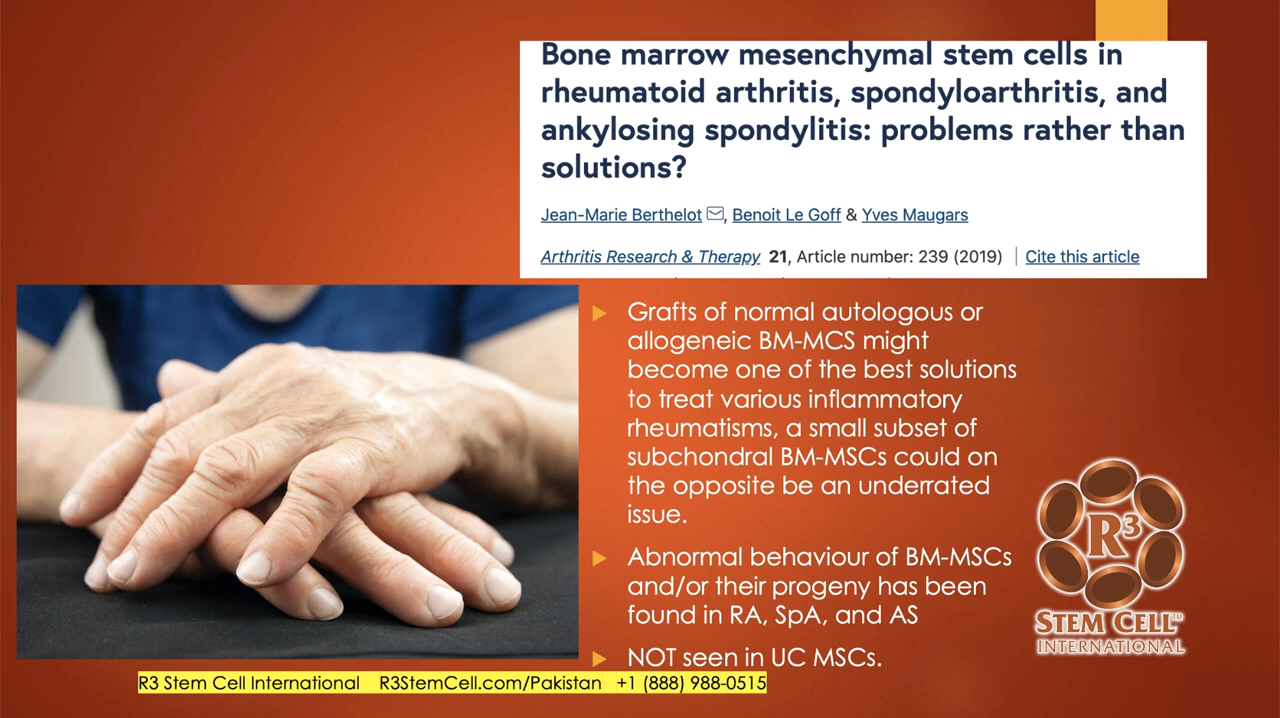 Bone marrow mesenchymal stem cells in
rheumatoid arthritis, spondyloarthritis, and
ankylosing spondylitis: problems rather than
solutions?
Jean-Marie Berthelot, Benoit Le Goff & Yves Maugars
Arthritis Research & Therapy 21, Article number: 239 (2019) | Cite this article
Grafts of normal autologous or
allogeneic BM-MCS might
become one of the best solutions
to treat various inflammatory
rheumatisms, a small subset of
subchondral BM-MSCs could on
the opposite be an underrated
issue.
Abnormal behaviour of BM-MSCs
and/or their progeny has been
found in RA, SpA, and AS
NOT seen in UC MSCs.
R3
STEM CELL™
INTERNATIONAL
R3 Stem Cell International R3StemCell.com/Pakistan +1 (888) 988-0515